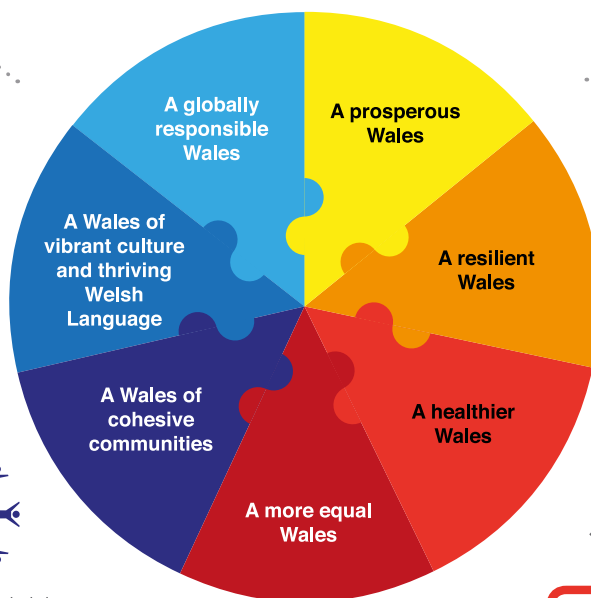 A prosperous
Wales
A resilient
Wales
A healthier
Wales
A more equal
Wales
A Wales of
cohesive
communities
A Wales of
vibrant culture
and thriving
Welsh
Language
A globally
responsible
Wales